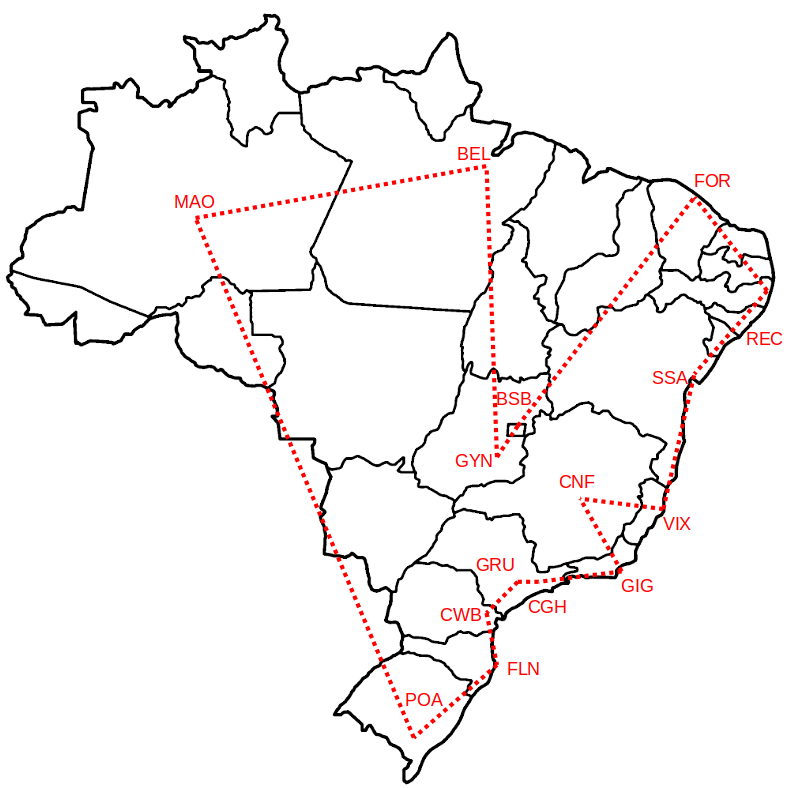 BEL
FOR
MAO
REC
SSA
BSB
GYN
CNF
VIX
GRU
GIG
CGH
CWB
FLN
POA